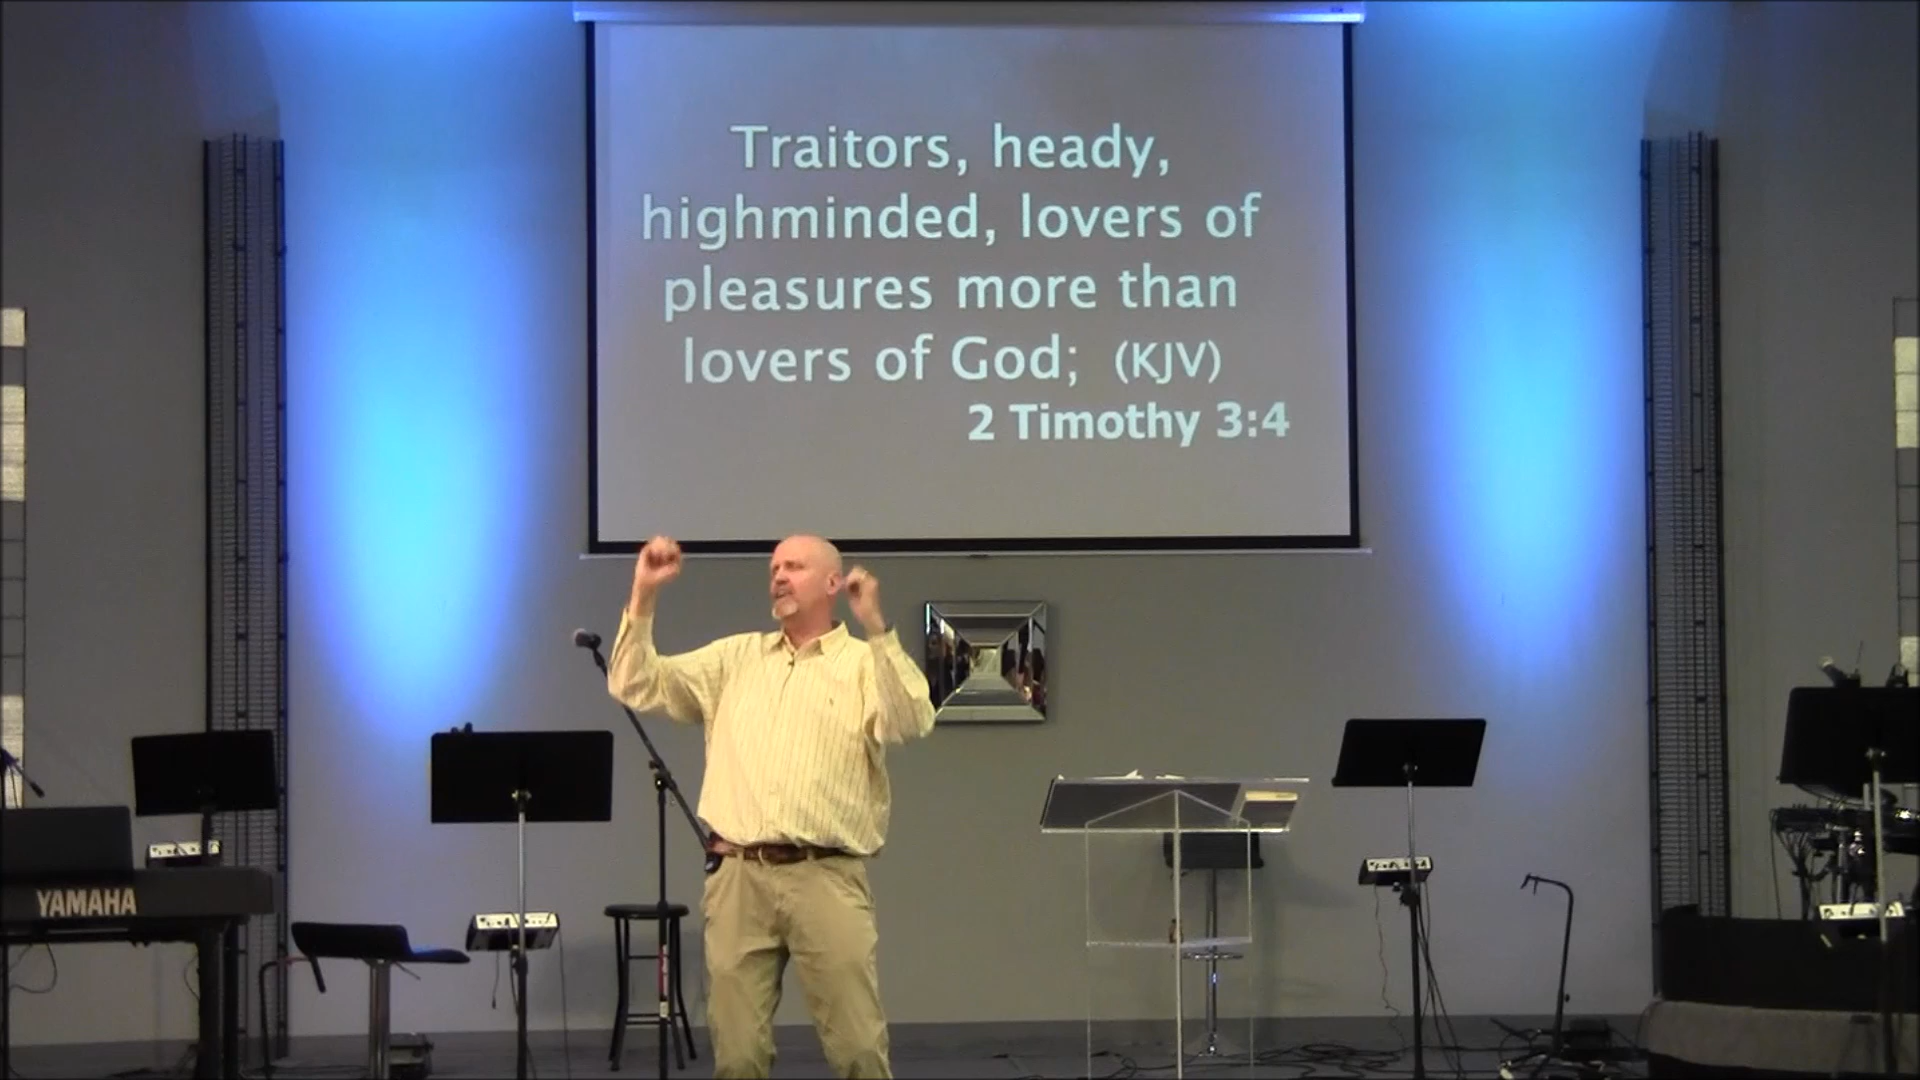 Traitors, heady,
highminded, lovers of
pleasures more than
lovers of God; (KJV)
2 Timothy 3:4
YAMAHA